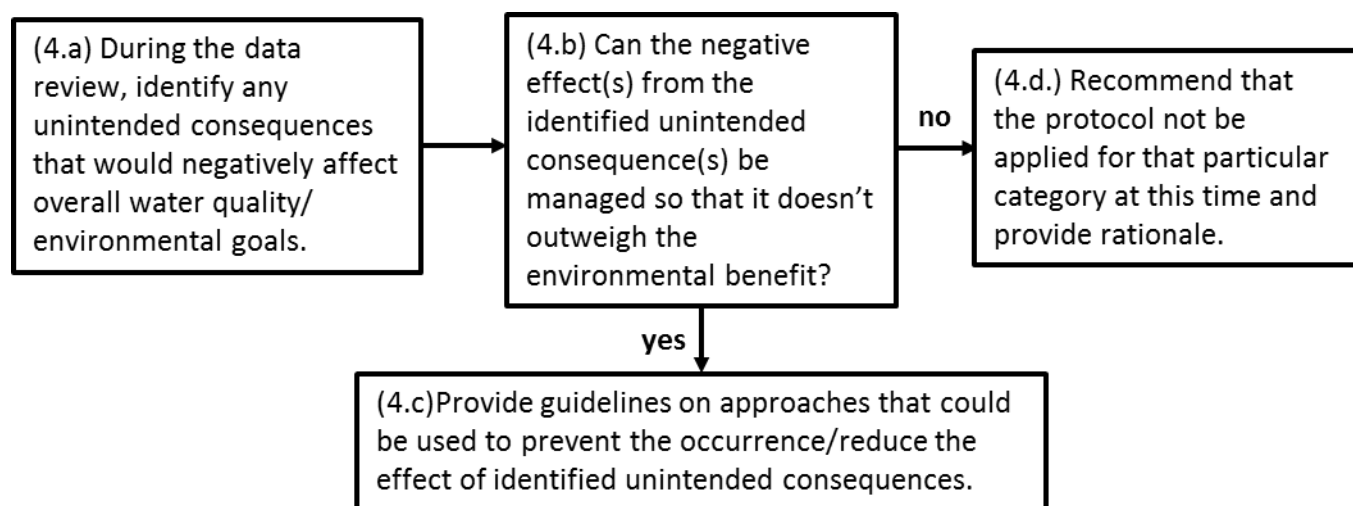 (4.a) During the data
review, identify any
unintended consequences
that would negatively affect
overall water quality/
environmental goals.
(4.b) Can the negative
effect(s) from the
identified unintended
consequence(s) be
managed so that it doesn’t
outweigh the
environmental benefit?
no
(4.d.) Recommend that
the protocol not be
applied for that particular
category at this time and
provide rationale.
yes
(4.c)Provide guidelines on approaches that could
be used to prevent the occurrence/reduce the
effect of identified unintended consequences.